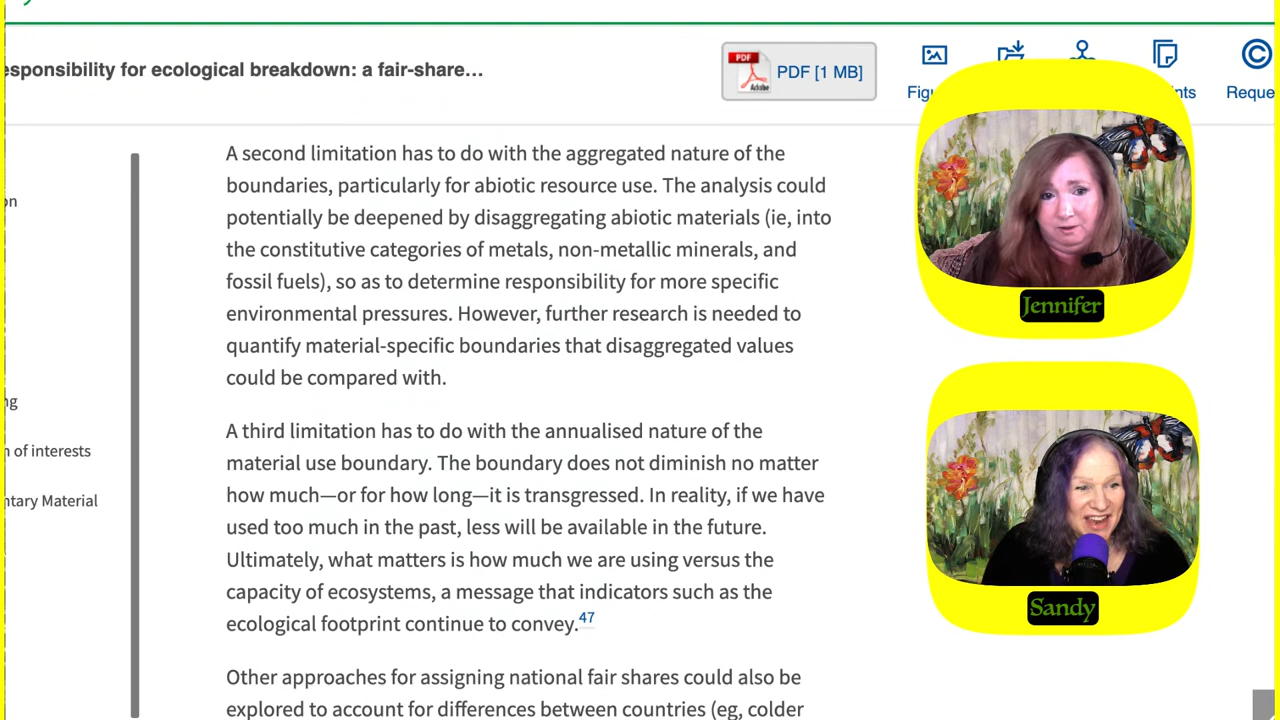 esponsibility for ecological breakdown: a fair-share…
PDF
Adobe
PDF [1 MB]
Figu
nts
Reque
on
ng
n of interests
ntary Material
A second limitation has to do with the aggregated nature of the
boundaries, particularly for abiotic resource use. The analysis could
potentially be deepened by disaggregating abiotic materials (ie, into
the constitutive categories of metals, non-metallic minerals, and
fossil fuels), so as to determine responsibility for more specific
environmental pressures. However, further research is needed to
quantify material-specific boundaries that disaggregated values
could be compared with.
A third limitation has to do with the annualised nature of the
material use boundary. The boundary does not diminish no matter
how much—or for how long—it is transgressed. In reality, if we have
used too much in the past, less will be available in the future.
Ultimately, what matters is how much we are using versus the
capacity of ecosystems, a message that indicators such as the
ecological footprint continue to convey.47
Other approaches for assigning national fair shares could also be
explored to account for differences between countries (eg, colder
Jennifer
Sandy